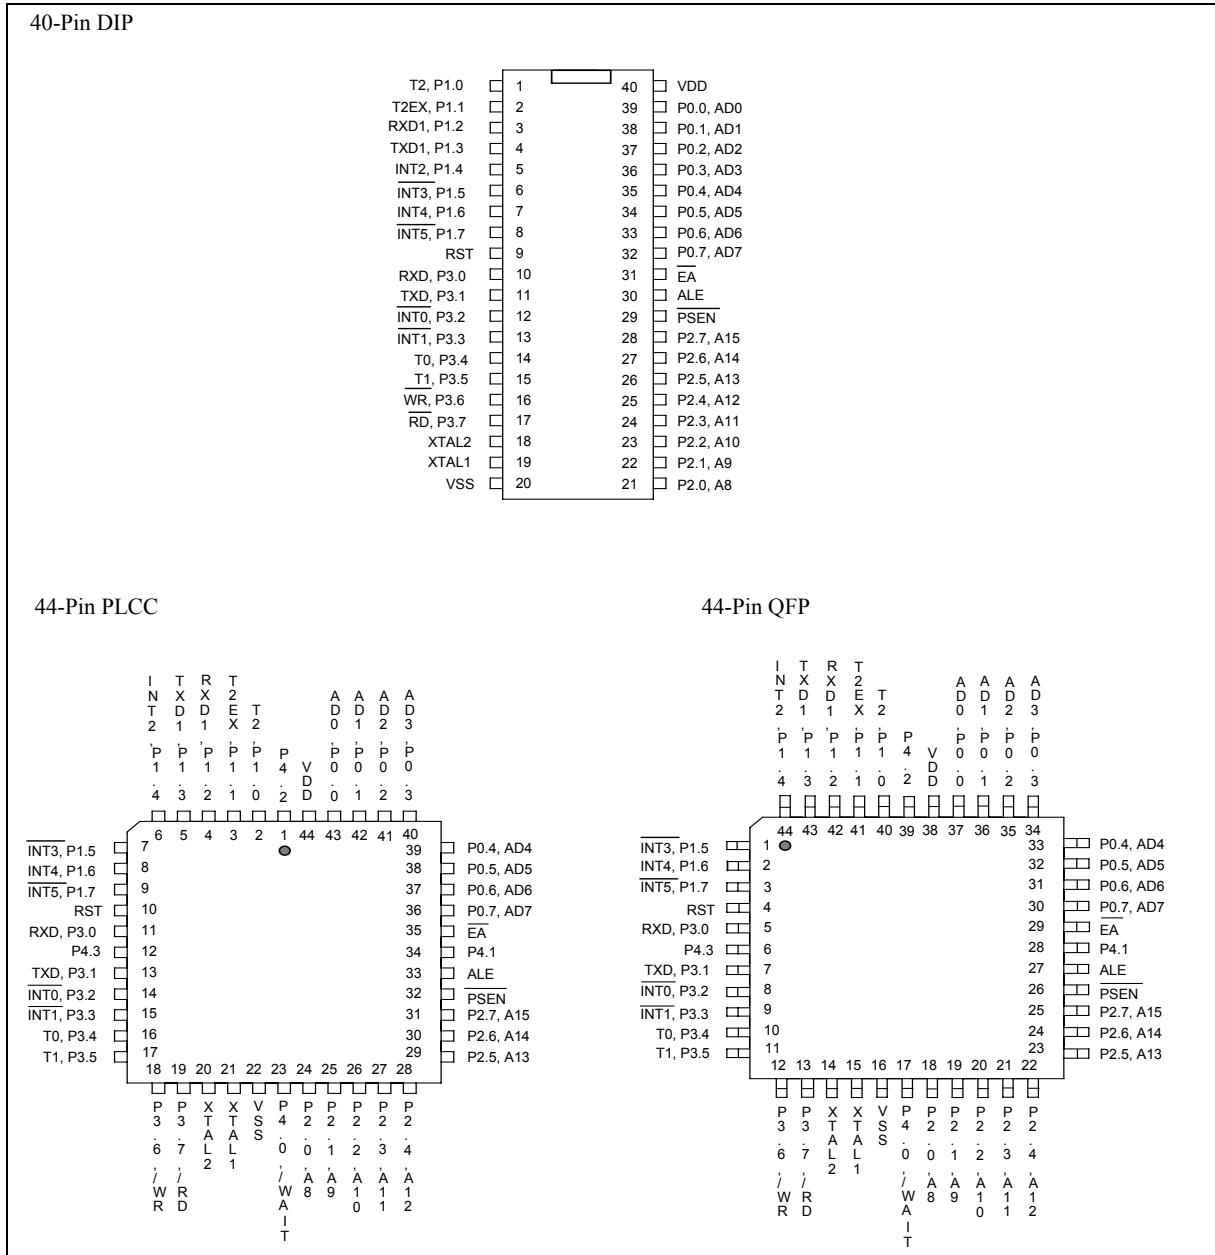 40-Pin DIP
T2, P1.0 1 40 VDD
T2EX, P1.1 2 39 P0.0, AD0
RXD1, P1.2 3 38 P0.1, AD1
TXD1, P1.3 4 37 P0.2, AD2
INT2, P1.4 5 36 P0.3, AD3
INT3, P1.5 6 35 P0.4, AD4
INT4, P1.6 7 34 P0.5, AD5
INT5, P1.7 8 33 P0.6, AD6
RST 9 32 P0.7, AD7
RXD, P3.0 10 31 EA
TXD, P3.1 11 30 ALE
INT0, P3.2 12 29 PSEN
INT1, P3.3 13 28 P2.7, A15
T0, P3.4 14 27 P2.6, A14
T1, P3.5 15 26 P2.5, A13
WR, P3.6 16 25 P2.4, A12
RD, P3.7 17 24 P2.3, A11
XTAL2 18 23 P2.2, A10
XTAL1 19 22 P2.1, A9
VSS 20 21 P2.0, A8
44-Pin PLCC
INT2,P1.4 TXD1,P1.3 RXD1,P1.2 T2EX,P1.1 T2,P1.0 P4.2 VDD AD0,P0.0 AD1,P0.1 AD2,P0.2 AD3,P0.3
6 5 4 3 2 1 44 43 42 41 40
INT3, P1.5 7 39 P0.4, AD4
INT4, P1.6 8 38 P0.5, AD5
INT5, P1.7 9 37 P0.6, AD6
RST 10 36 P0.7, AD7
RXD, P3.0 11 35 EA
P4.3 12 34 P4.1
TXD, P3.1 13 33 ALE
INT0, P3.2 14 32 PSEN
INT1, P3.3 15 31 P2.7, A15
T0, P3.4 16 30 P2.6, A14
T1, P3.5 17 29 P2.5, A13
18 19 20 21 22 23 24 25 26 27 28
P3.6,/WR P3.7,/RD XTAL2 XTAL1 VSS P4.0,/WAIT P2.0,A8 P2.1,A9 P2.2,A10 P2.3,A11 P2.4,A12
44-Pin QFP
INT2,P1.4 TXD1,P1.3 RXD1,P1.2 T2EX,P1.1 T2,P1.0 P4.2 VDD AD0,P0.0 AD1,P0.1 AD2,P0.2 AD3,P0.3
44 43 42 41 40 39 38 37 36 35 34
INT3, P1.5 1 33 P0.4, AD4
INT4, P1.6 2 32 P0.5, AD5
INT5, P1.7 3 31 P0.6, AD6
RST 4 30 P0.7, AD7
RXD, P3.0 5 29 EA
P4.3 6 28 P4.1
TXD, P3.1 7 27 ALE
INT0, P3.2 8 26 PSEN
INT1, P3.3 9 25 P2.7, A15
T0, P3.4 10 24 P2.6, A14
T1, P3.5 11 23 P2.5, A13
12 13 14 15 16 17 18 19 20 21 22
P3.6,/WR P3.7,/RD XTAL2 XTAL1 VSS P4.0,/WAIT P2.0,A8 P2.1,A9 P2.2,A10 P2.3,A11 P2.4,A12